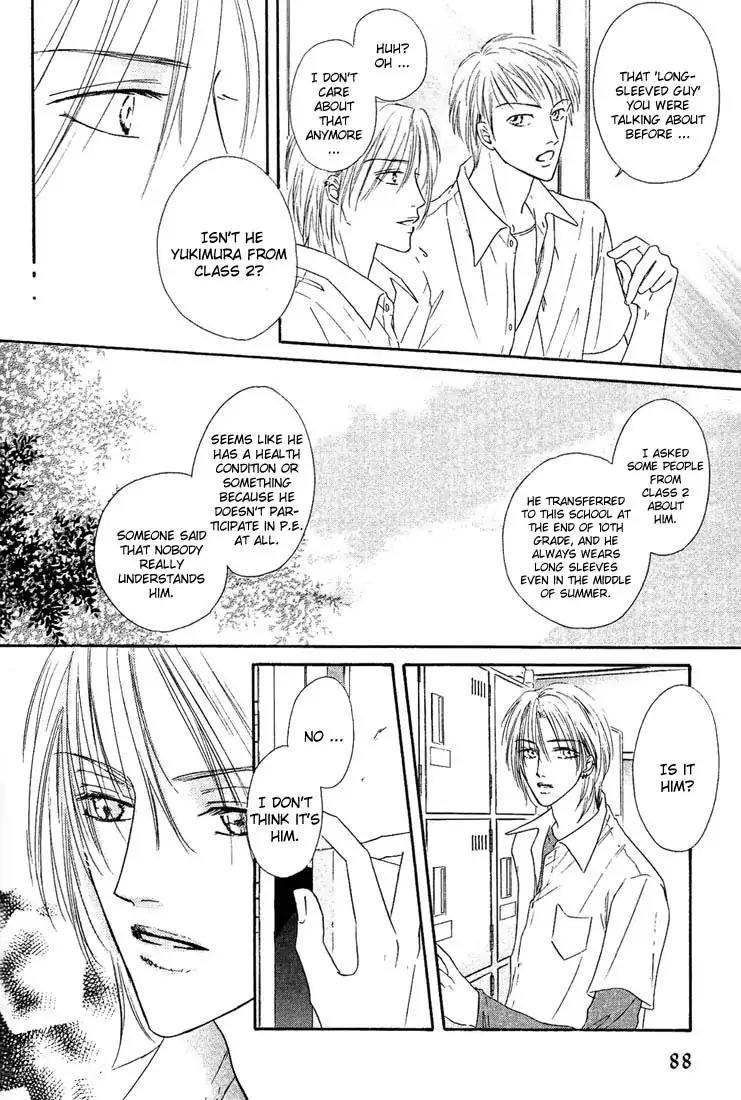 THAT 'LONG-
SLEEVED GUY'
YOU WERE
TALKING ABOUT
BEFORE ...
HUH?
OH ...
I DON'T
CARE
ABOUT
THAT
ANYMORE
...
ISN'T HE
YUKIMURA FROM
CLASS 2?
I ASKED
SOME PEOPLE
FROM
CLASS 2
ABOUT
HIM.
HE TRANSFERRED
TO THIS SCHOOL AT
THE END OF 10TH
GRADE, AND HE
ALWAYS WEARS
LONG SLEEVES
EVEN IN THE MIDDLE
OF SUMMER.
SEEMS LIKE HE
HAS A HEALTH
CONDITION OR
SOMETHING
BECAUSE HE
DOESN'T PAR-
TICIPATE IN P.E.
AT ALL.
SOMEONE SAID
THAT NOBODY
REALLY
UNDERSTANDS
HIM.
IS IT
HIM?
NO ...
I DON'T
THINK IT'S
HIM.
88